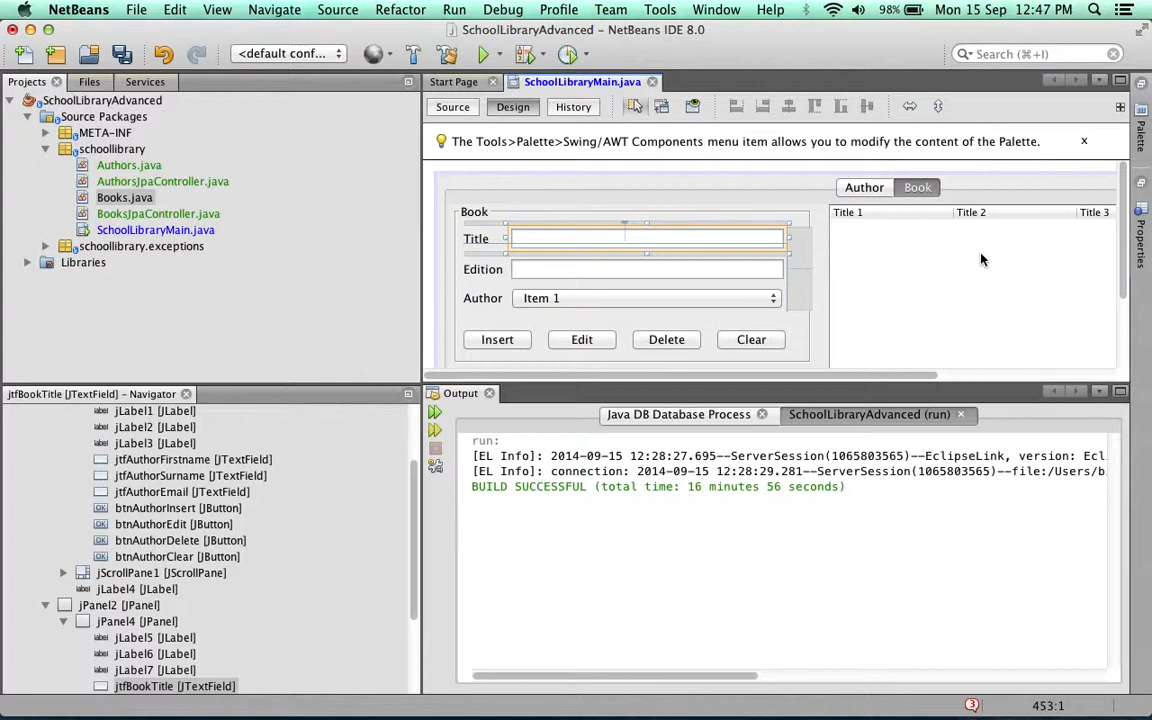 NetBeans File Edit View Navigate Source Refactor Run Debug Profile Team Tools Window Help 98% Mon 15 Sep 12:47 PM
SchoolLibraryAdvanced - NetBeans IDE 8.0
<default conf... Search (⌘+I)
Projects Files Services Start Page SchoolLibraryMain.java
SchoolLibraryAdvanced
Source Packages
META-INF
schoollibrary
Authors.java
AuthorsJpaController.java
Books.java
BooksJpaController.java
SchoolLibraryMain.java
schoollibrary.exceptions
Libraries
Source Design History
The Tools>Palette>Swing/AWT Components menu item allows you to modify the content of the Palette. x
Author Book
Book
Title
Edition
Author Item 1
Insert Edit Delete Clear
Title 1 Title 2 Title 3
Palette
Properties
jtfBookTitle [JTextField] - Navigator
jLabel1 [JLabel]
jLabel2 [JLabel]
jLabel3 [JLabel]
jtfAuthorFirstname [JTextField]
jtfAuthorSurname [JTextField]
jtfAuthorEmail [JTextField]
btnAuthorInsert [JButton]
btnAuthorEdit [JButton]
btnAuthorDelete [JButton]
btnAuthorClear [JButton]
jScrollPane1 [JScrollPane]
jLabel4 [JLabel]
jPanel2 [JPanel]
jPanel4 [JPanel]
jLabel5 [JLabel]
jLabel6 [JLabel]
jLabel7 [JLabel]
jtfBookTitle [JTextField]
Output
Java DB Database Process SchoolLibraryAdvanced (run)
run:
[EL Info]: 2014-09-15 12:28:27.695--ServerSession(1065803565)--EclipseLink, version: Ecl
[EL Info]: connection: 2014-09-15 12:28:29.281--ServerSession(1065803565)--file:/Users/b
BUILD SUCCESSFUL (total time: 16 minutes 56 seconds)
3 453:1